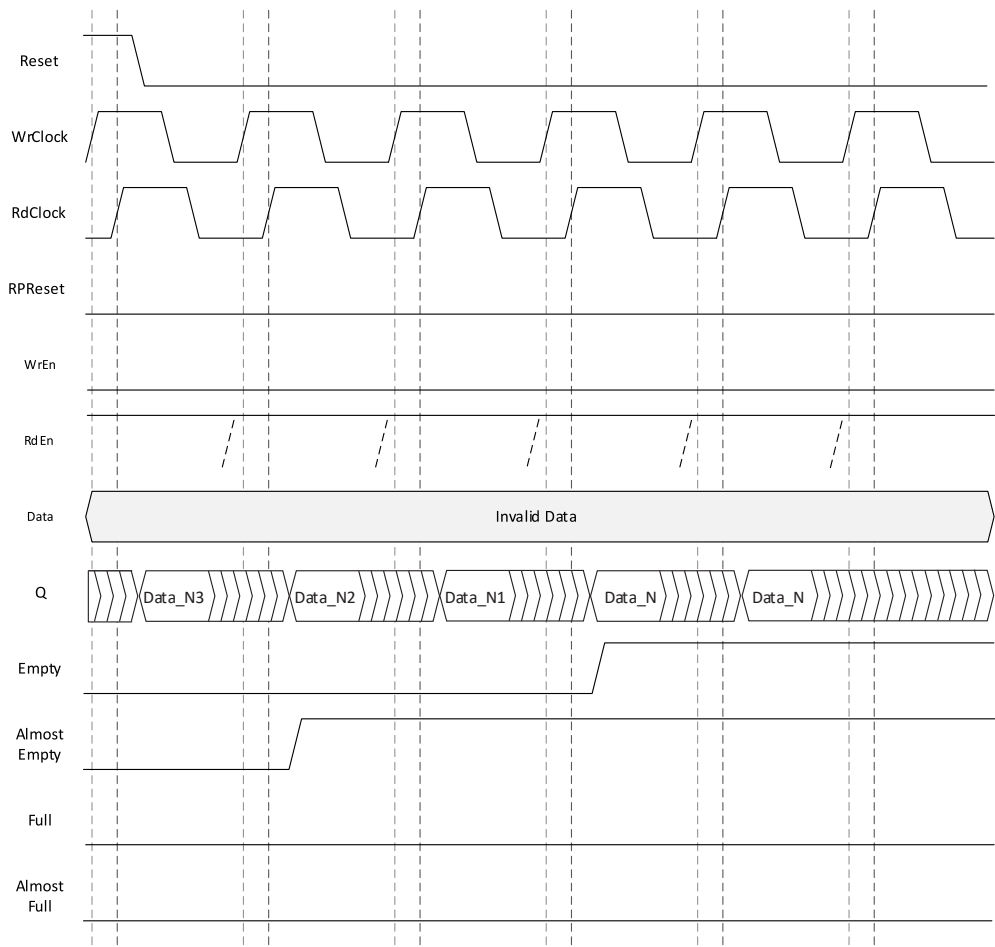 Reset
WrClock
RdClock
RPReset
WrEn
RdEn
Data
Invalid Data
Q
Data_N3
Data_N2
Data_N1
Data_N
Data_N
Empty
Almost
Empty
Full
Almost
Full